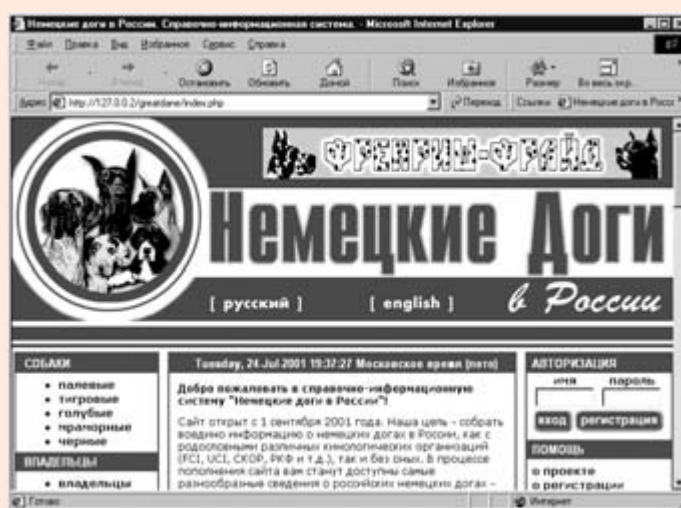 Немецкие доги в России. Справочно-информационная система. - Microsoft Internet Explorer
Файл Правка Вид Избранное Сервис Справка
Назад Вперед Остановить Обновить Домой Поиск Избранное Размер Во весь экр...
Адрес http://127.0.0.2/greatdane/index.php Переход Ссылки Немецкие доги в Росс
ФРЕНРИМ-ФРАЙД
Немецкие Доги
[ русский ] [ english ] в России
СОБАКИ
палевые
тигровые
голубые
мраморные
черные
ВЛАДЕЛЬЦЫ
владельцы
Tuesday, 24-Jul-2001 19:37:27 Московское время (лето)
Добро пожаловать в справочно-информационную
систему "Немецкие доги в России"!
Сайт открыт с 1 сентября 2001 года. Наша цель - собрать
воедино информацию о немецких догах в России, как с
родословными различных кинологических организаций
(FCI, UCI, СКОР, РКФ и т.д.), так и без оных. В процессе
пополнения сайта вам станут доступны самые
разнообразные сведения о российских немецких догах -
АВТОРИЗАЦИЯ
имя пароль
вход регистрация
ПОМОЩЬ
о проекте
о регистрации
Готово Интернет